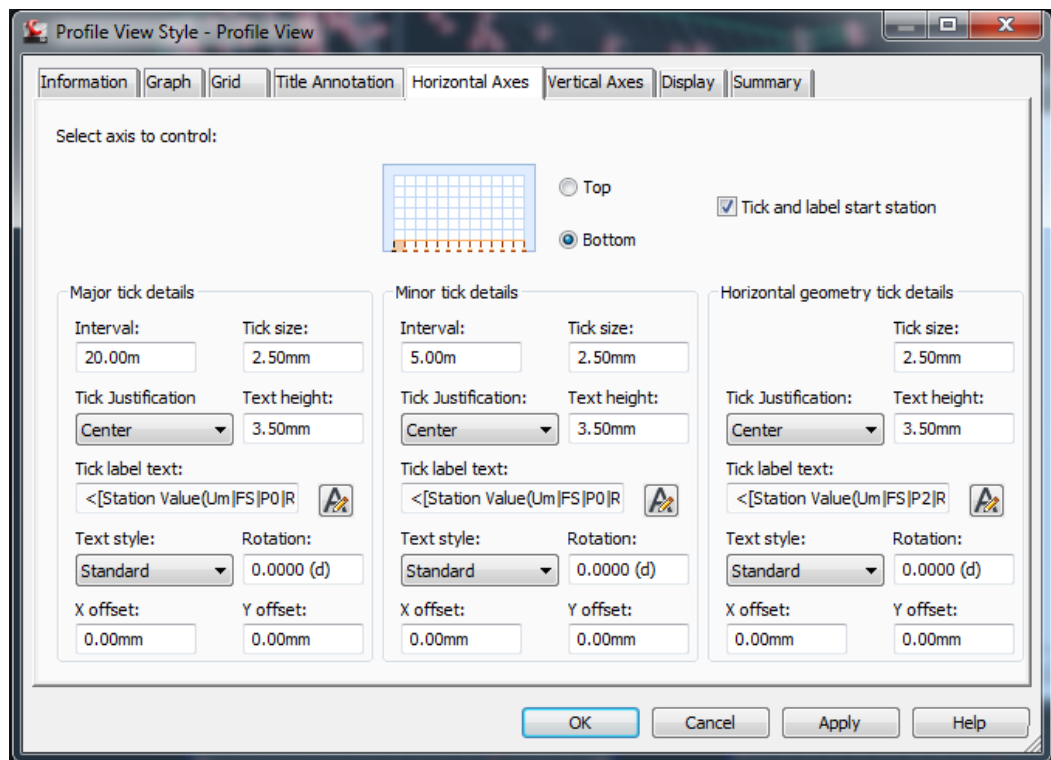 Profile View Style - Profile View
Information Graph Grid Title Annotation Horizontal Axes Vertical Axes Display Summary
Select axis to control:
Top
Tick and label start station
Bottom
Major tick details
Interval: Tick size:
20.00m 2.50mm
Tick Justification Text height:
Center 3.50mm
Tick label text:
<[Station Value(Um|FS|P0|R
Text style: Rotation:
Standard 0.0000 (d)
X offset: Y offset:
0.00mm 0.00mm
Minor tick details
Interval: Tick size:
5.00m 2.50mm
Tick Justification: Text height:
Center 3.50mm
Tick label text:
<[Station Value(Um|FS|P0|R
Text style: Rotation:
Standard 0.0000 (d)
X offset: Y offset:
0.00mm 0.00mm
Horizontal geometry tick details
Tick size:
2.50mm
Tick Justification: Text height:
Center 3.50mm
Tick label text:
<[Station Value(Um|FS|P2|R
Text style: Rotation:
Standard 0.0000 (d)
X offset: Y offset:
0.00mm 0.00mm
OK Cancel Apply Help